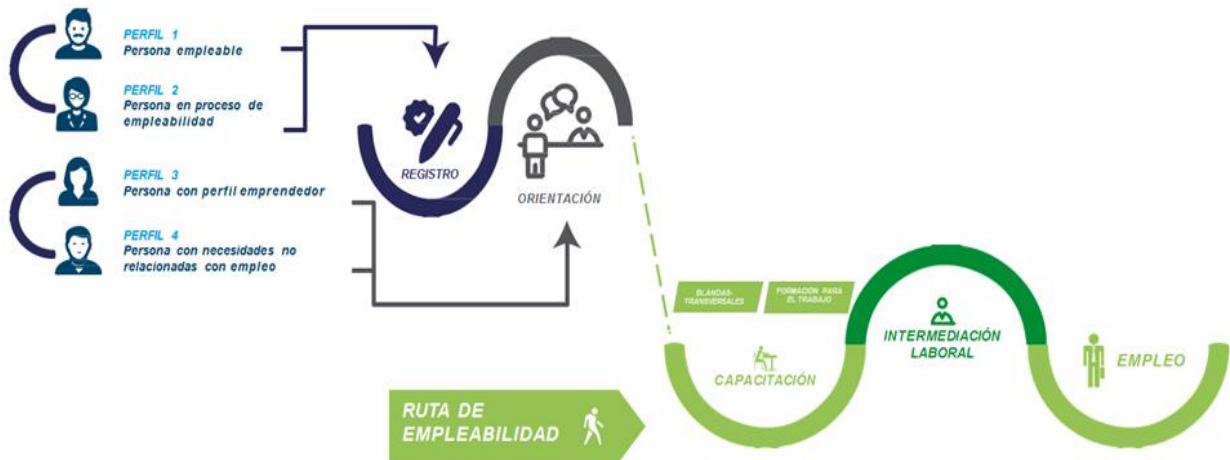 PERFIL 1
Persona empleable
PERFIL 2
Persona en proceso de
empleabilidad
PERFIL 3
Persona con perfil emprendedor
PERFIL 4
Persona con necesidades no
relacionadas con empleo
REGISTRO
ORIENTACIÓN
BLANDAS-
TRANSVERSALES
FORMACIÓN PARA
EL TRABAJO
CAPACITACIÓN
INTERMEDIACIÓN
LABORAL
EMPLEO
RUTA DE
EMPLEABILIDAD